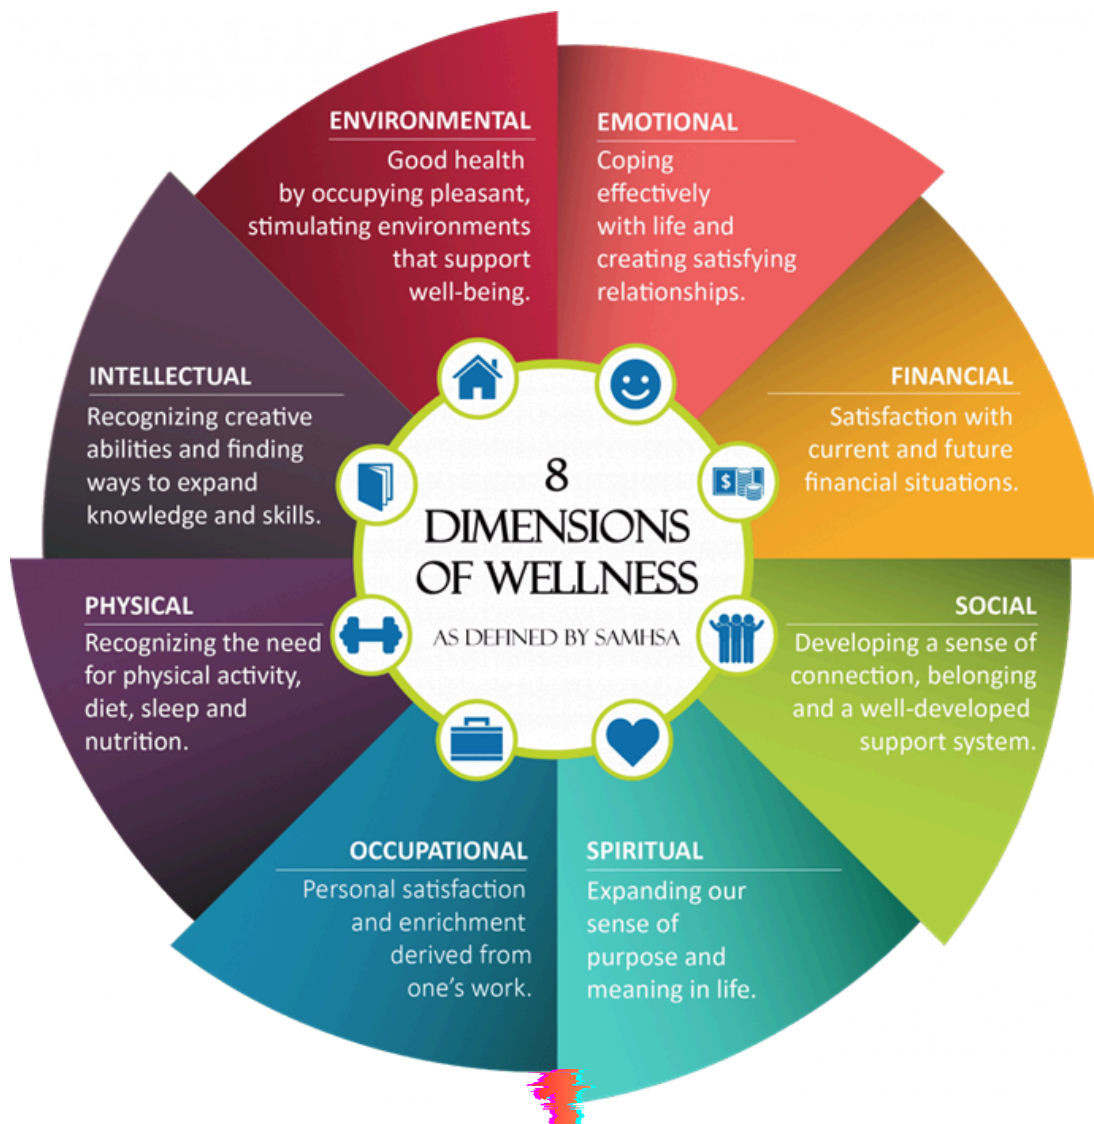 ENVIRONMENTAL
Good health
by occupying pleasant,
stimulating environments
that support
well-being.
EMOTIONAL
Coping
effectively
with life and
creating satisfying
relationships.
FINANCIAL
Satisfaction with
current and future
financial situations.
SOCIAL
Developing a sense of
connection, belonging
and a well-developed
support system.
SPIRITUAL
Expanding our
sense of
purpose and
meaning in life.
OCCUPATIONAL
Personal satisfaction
and enrichment
derived from
one’s work.
PHYSICAL
Recognizing the need
for physical activity,
diet, sleep and
nutrition.
INTELLECTUAL
Recognizing creative
abilities and finding
ways to expand
knowledge and skills.
8
DIMENSIONS
OF WELLNESS
AS DEFINED BY SAMHSA
$